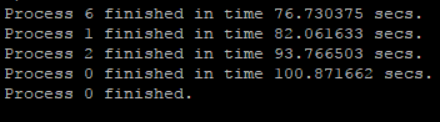 Process 6 finished in time 76.730375 secs.
Process 1 finished in time 82.061633 secs.
Process 2 finished in time 93.766503 secs.
Process 0 finished in time 100.871662 secs.
Process 0 finished.